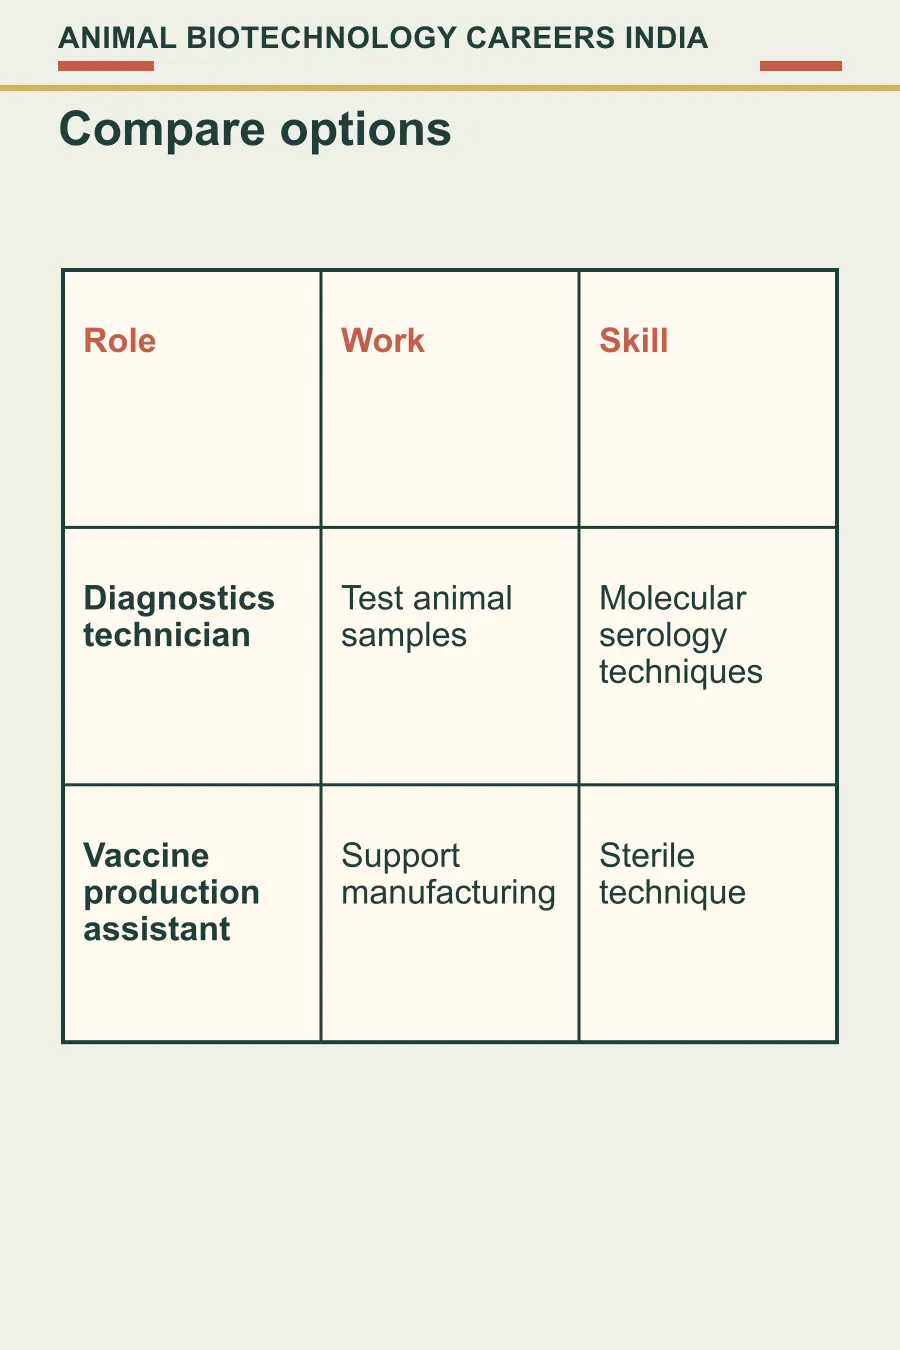 ANIMAL BIOTECHNOLOGY CAREERS INDIA
Compare options
Role
Work
Skill
Diagnostics
technician
Test animal
samples
Molecular
serology
techniques
Vaccine
production
assistant
Support
manufacturing
Sterile
technique